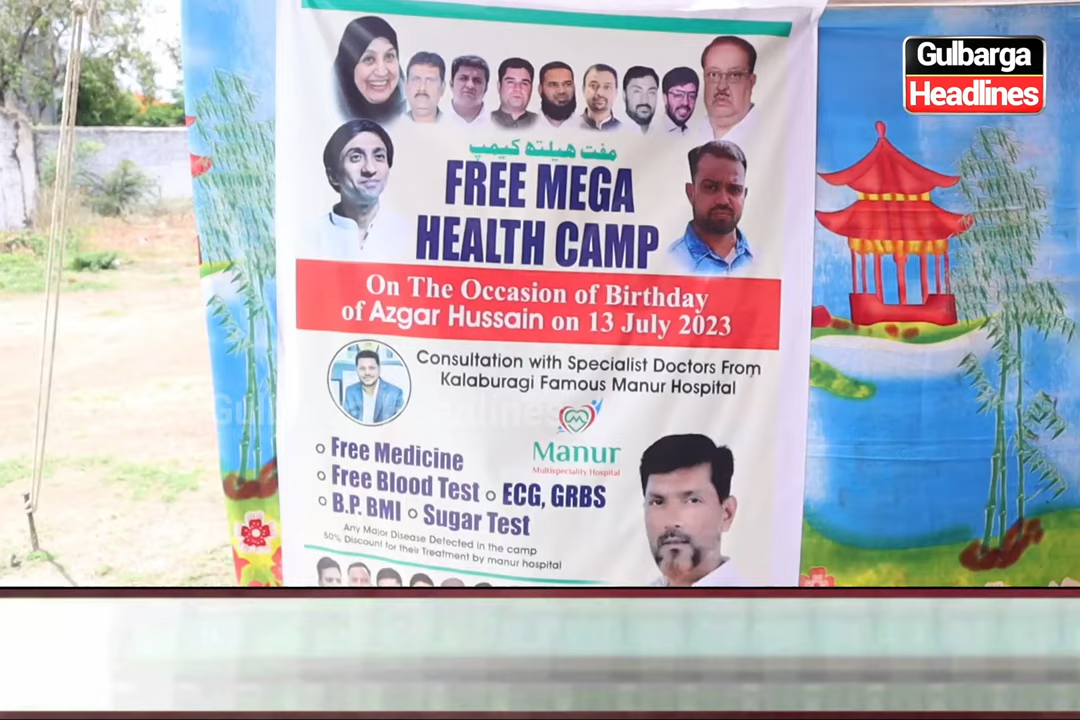 Gulbarga
Headlines
مفت هیلتھ کیمپ
FREE MEGA
HEALTH CAMP
On The Occasion of Birthday
of Azgar Hussain on 13 July 2023
Consultation with Specialist Doctors From
Kalaburagi Famous Manur Hospital
Manur
Multispeciality Hospital
Free Medicine
Free Blood Test ECG, GRBS
B.P. BMI Sugar Test
Any Major Disease Detected in the camp
50% Discount for their Treatment by manur hospital